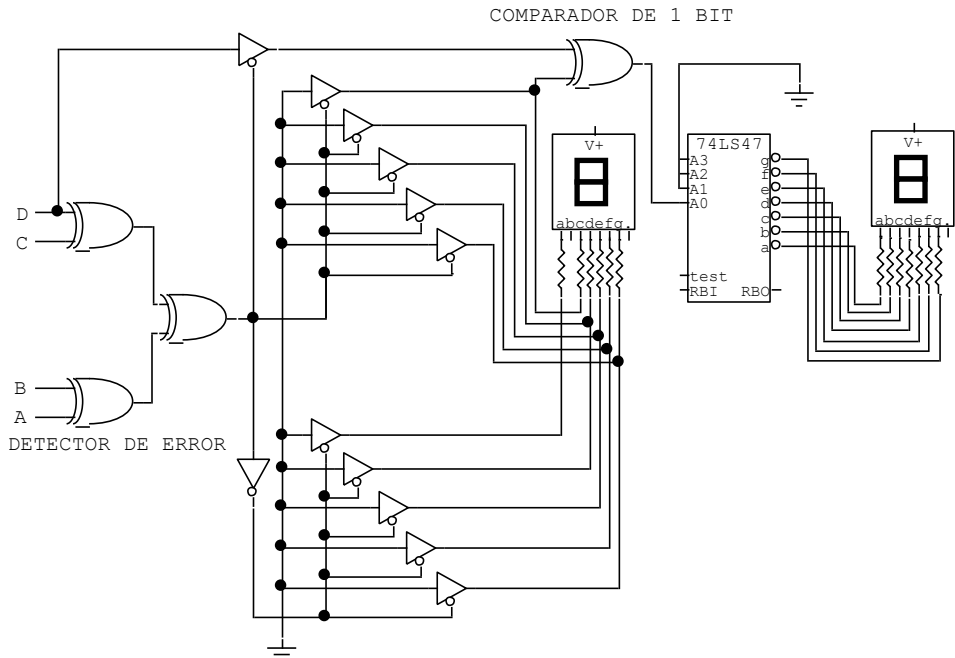 COMPARADOR DE 1 BIT
V+
abcdefg.
74LS47
A3
A2
A1
A0
test
RBI
RBO
g
f
e
d
c
b
a
V+
abcdefg.
D
C
B
A
DETECTOR DE ERROR